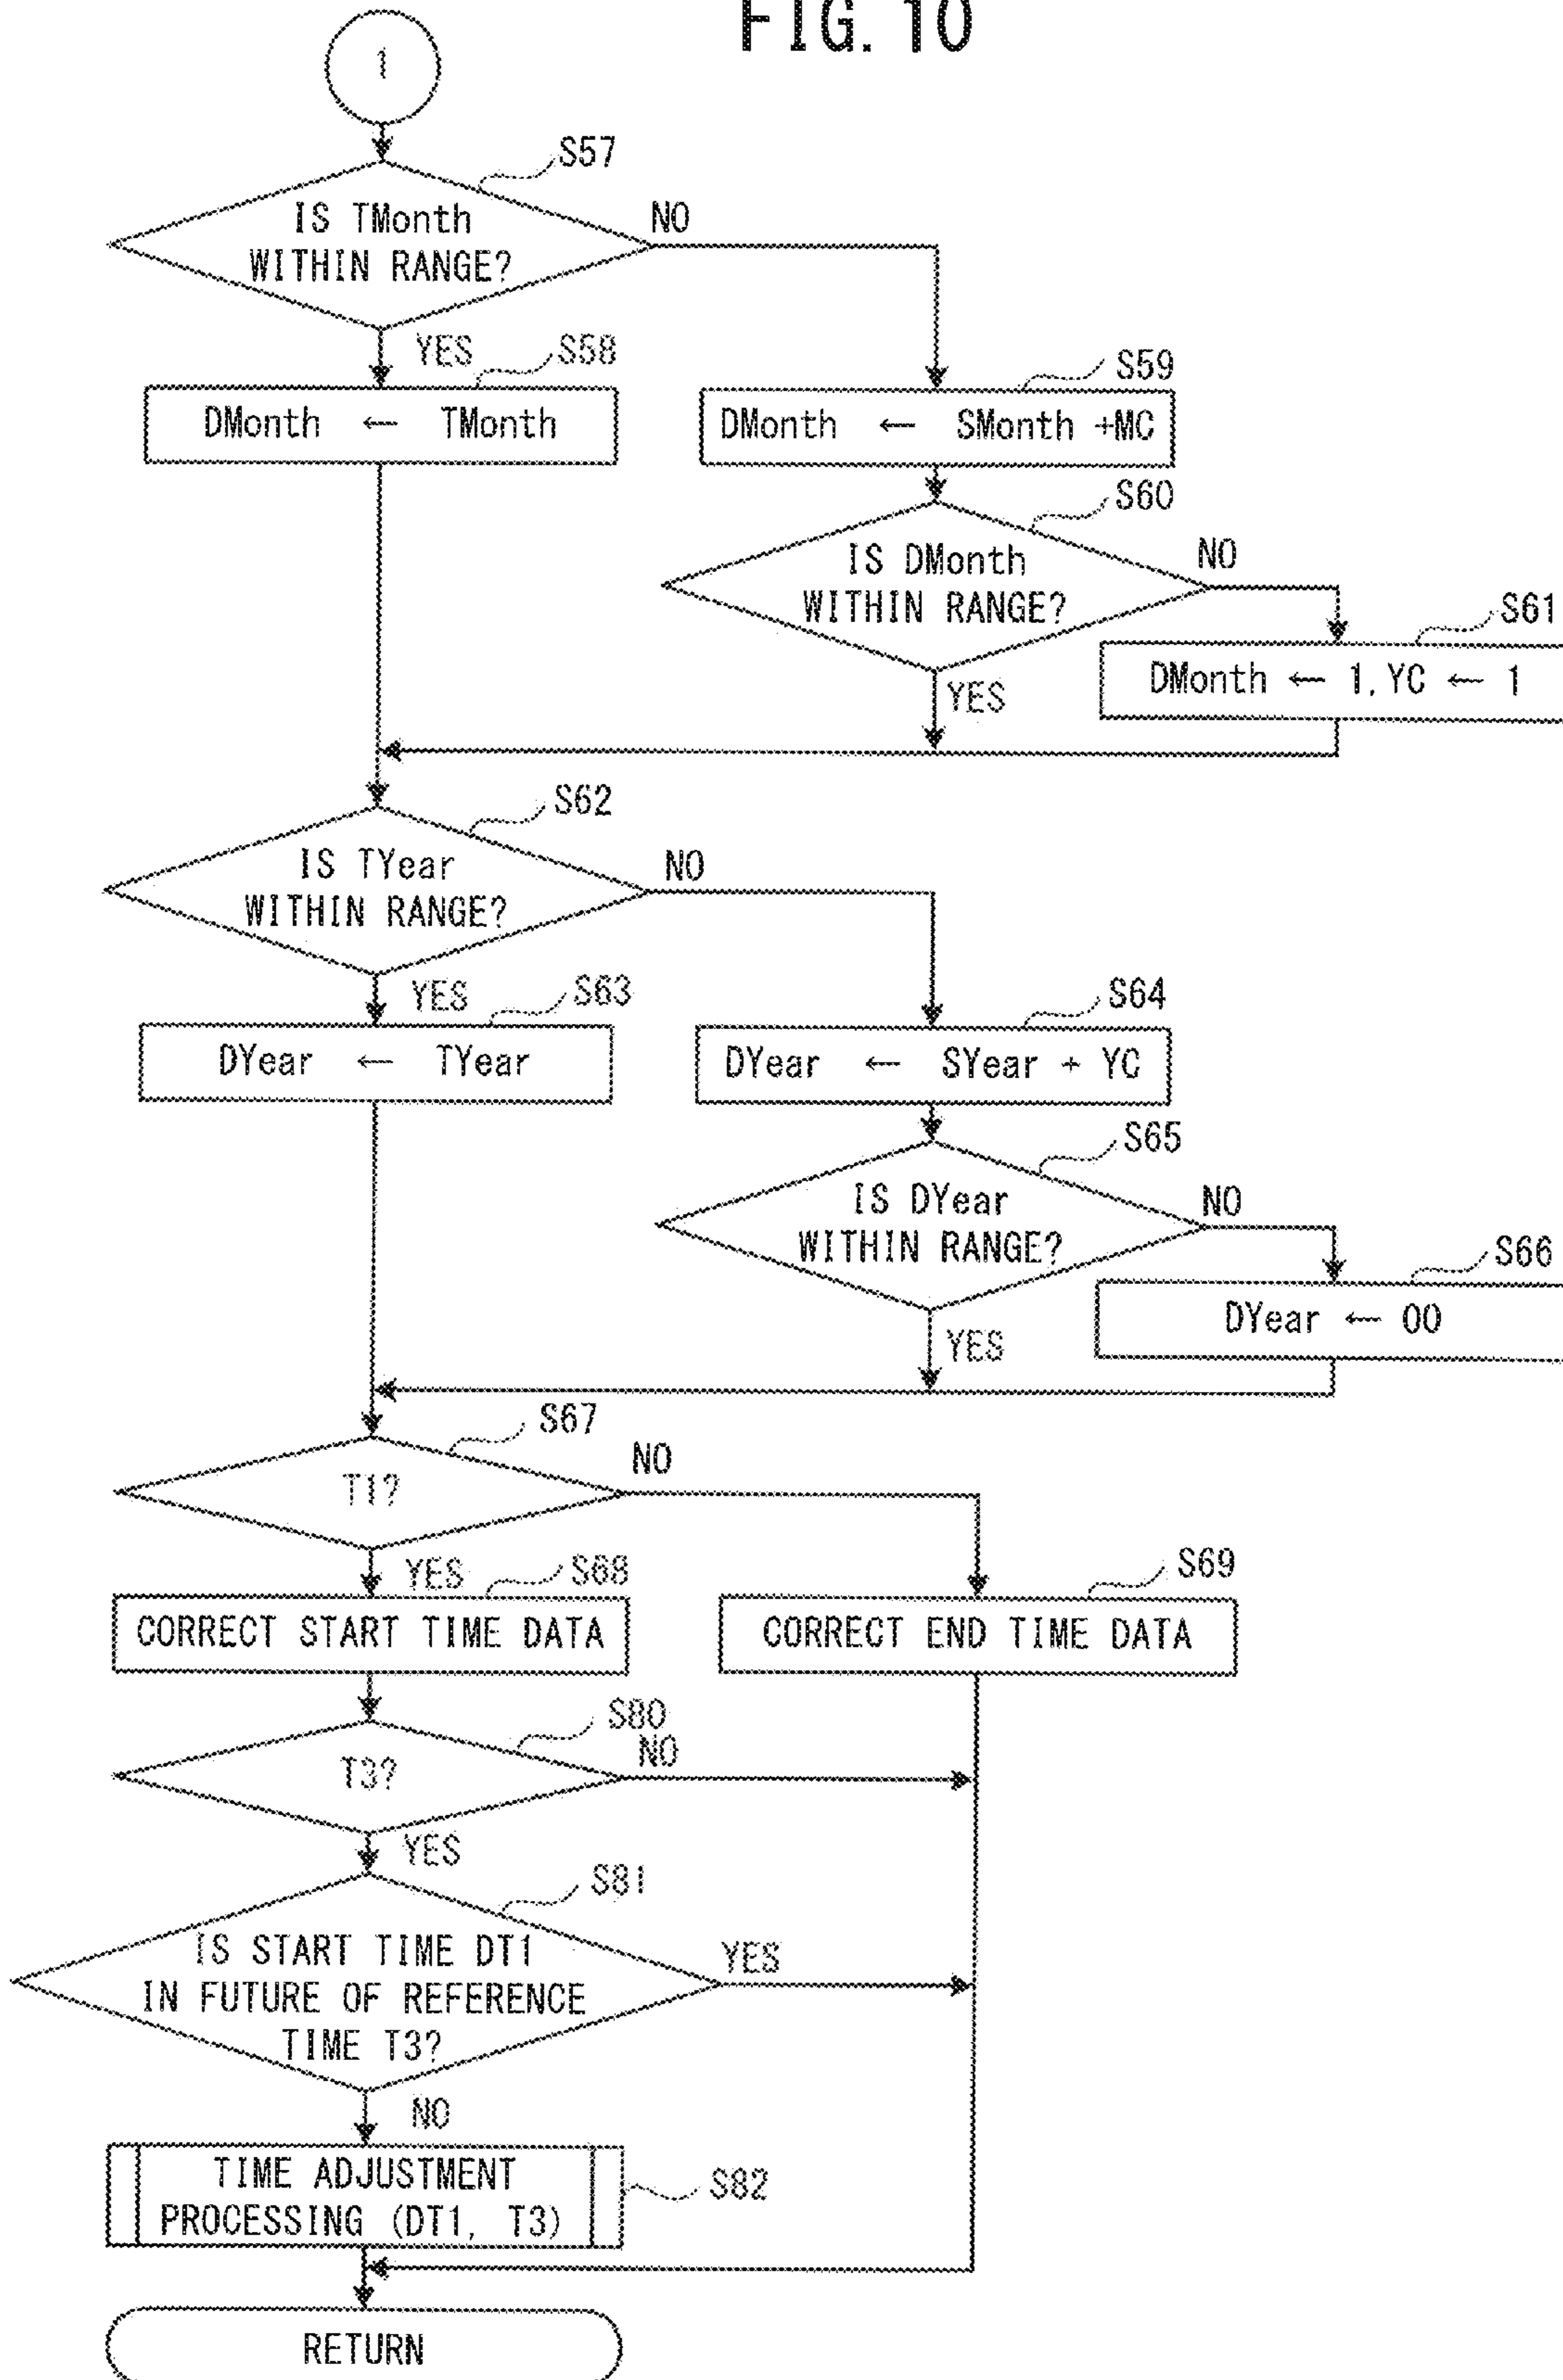 FIG. 10
1
S57
IS TMonth
WITHIN RANGE?
NO
YES
S58
DMonth ← TMonth
S59
DMonth ← SMonth +MC
S60
IS DMonth
WITHIN RANGE?
NO
YES
S61
DMonth ← 1, YC ← 1
S62
IS TYear
WITHIN RANGE?
NO
YES
S63
DYear ← TYear
S64
DYear ← SYear + YC
S65
IS DYear
WITHIN RANGE?
NO
YES
S66
DYear ← 00
S67
T1?
NO
YES
S68
CORRECT START TIME DATA
S69
CORRECT END TIME DATA
S80
T3?
NO
YES
S81
IS START TIME DT1
IN FUTURE OF REFERENCE
TIME T3?
YES
NO
TIME ADJUSTMENT
PROCESSING (DT1, T3)
S82
RETURN